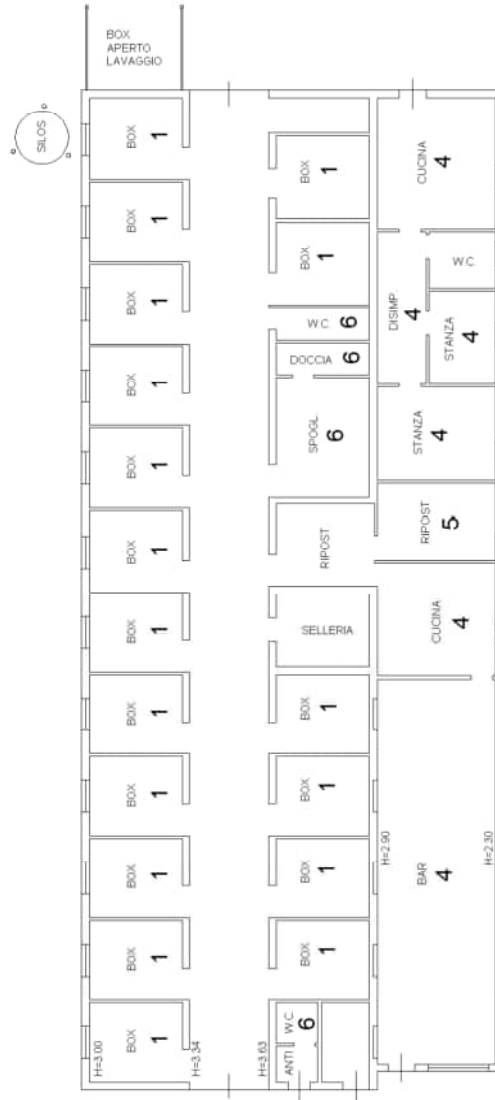 BOX
APERTO
LAVAGGIO
SILOS
BOX
1
BOX
1
BOX
1
BOX
1
BOX
1
BOX
1
BOX
1
BOX
1
BOX
1
BOX
1
BOX
1
BOX
1
H=3.00
H=3.34
H=3.63
BOX
1
BOX
1
W.C.
6
DOCCIA
6
SPOGL.
6
RIPOST
SELLERIA
BOX
1
BOX
1
BOX
1
BOX
1
W.C.
6
ANTI
CUCINA
4
W.C.
DISIMP.
4
STANZA
4
STANZA
4
RIPOST
5
CUCINA
4
H=2.90
BAR
4
H=2.30